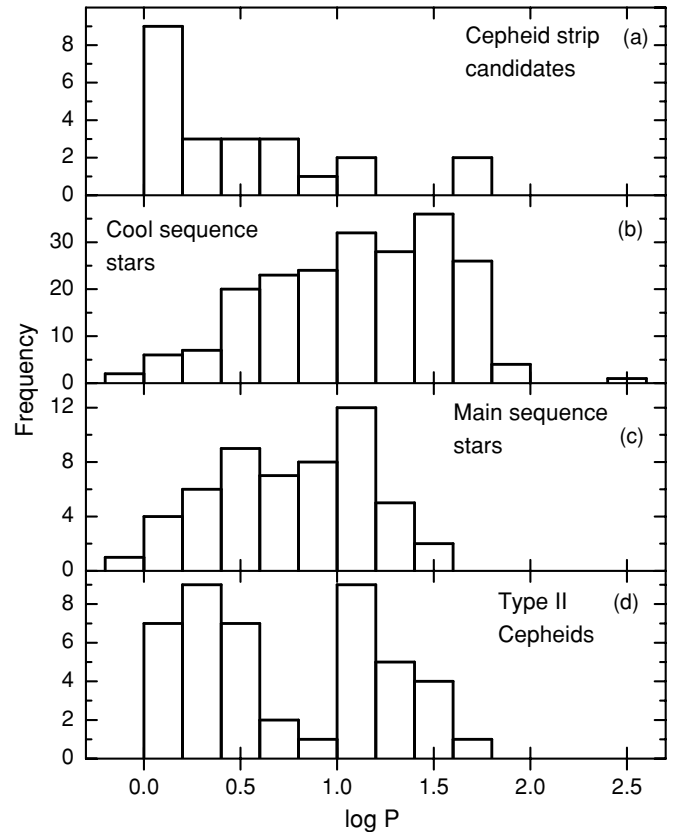 Cepheid strip (a)
candidates
8
6
4
2
0
Cool sequence (b)
stars
30
20
10
0
Frequency
Main sequence
stars (c)
12
8
4
0
Type II (d)
Cepheids
8
6
4
2
0
0.0 0.5 1.0 1.5 2.0 2.5
log P